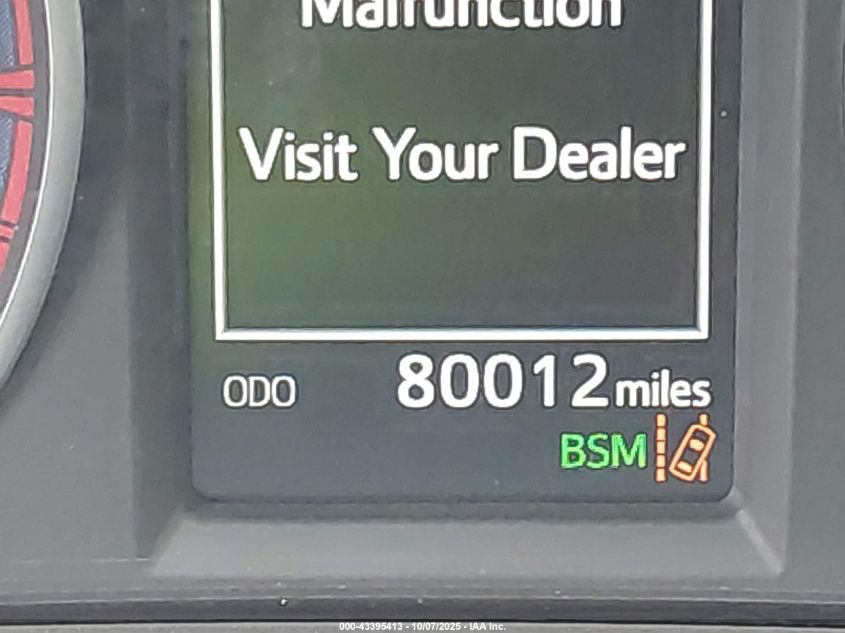 Malfunction
Visit Your Dealer
ODO 80012 miles
BSM
000-43395413 - 10/07/2025 - IAA Inc.